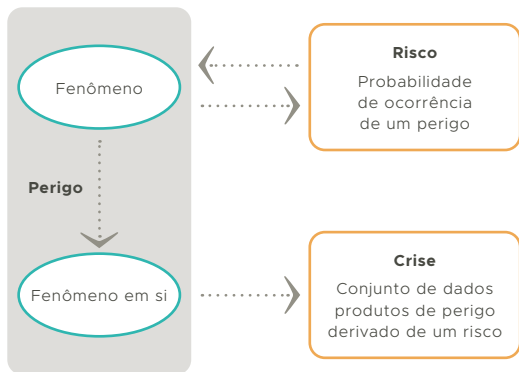 Fenômeno
Risco
Probabilidade
de ocorrência
de um perigo
Perigo
Fenômeno em si
Crise
Conjunto de dados
produtos de perigo
derivado de um risco